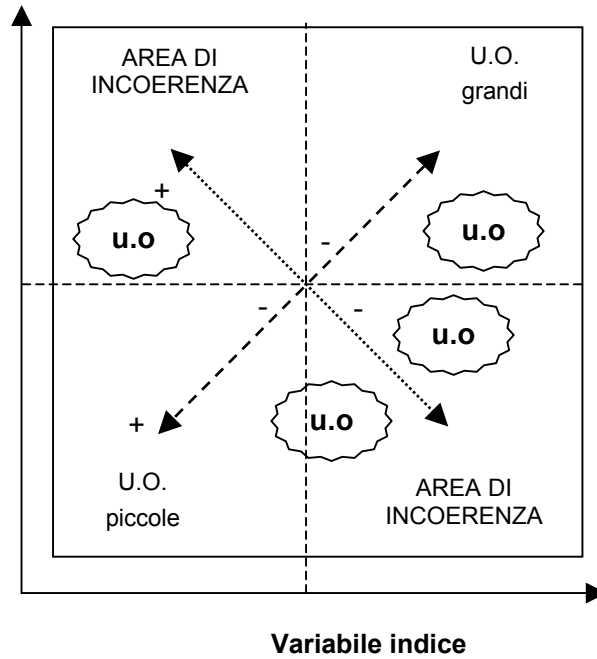 AREA DI
INCOERENZA
U.O.
grandi
+
u.o
-
u.o
-
-
u.o
+
u.o
U.O.
piccole
AREA DI
INCOERENZA
Variabile indice